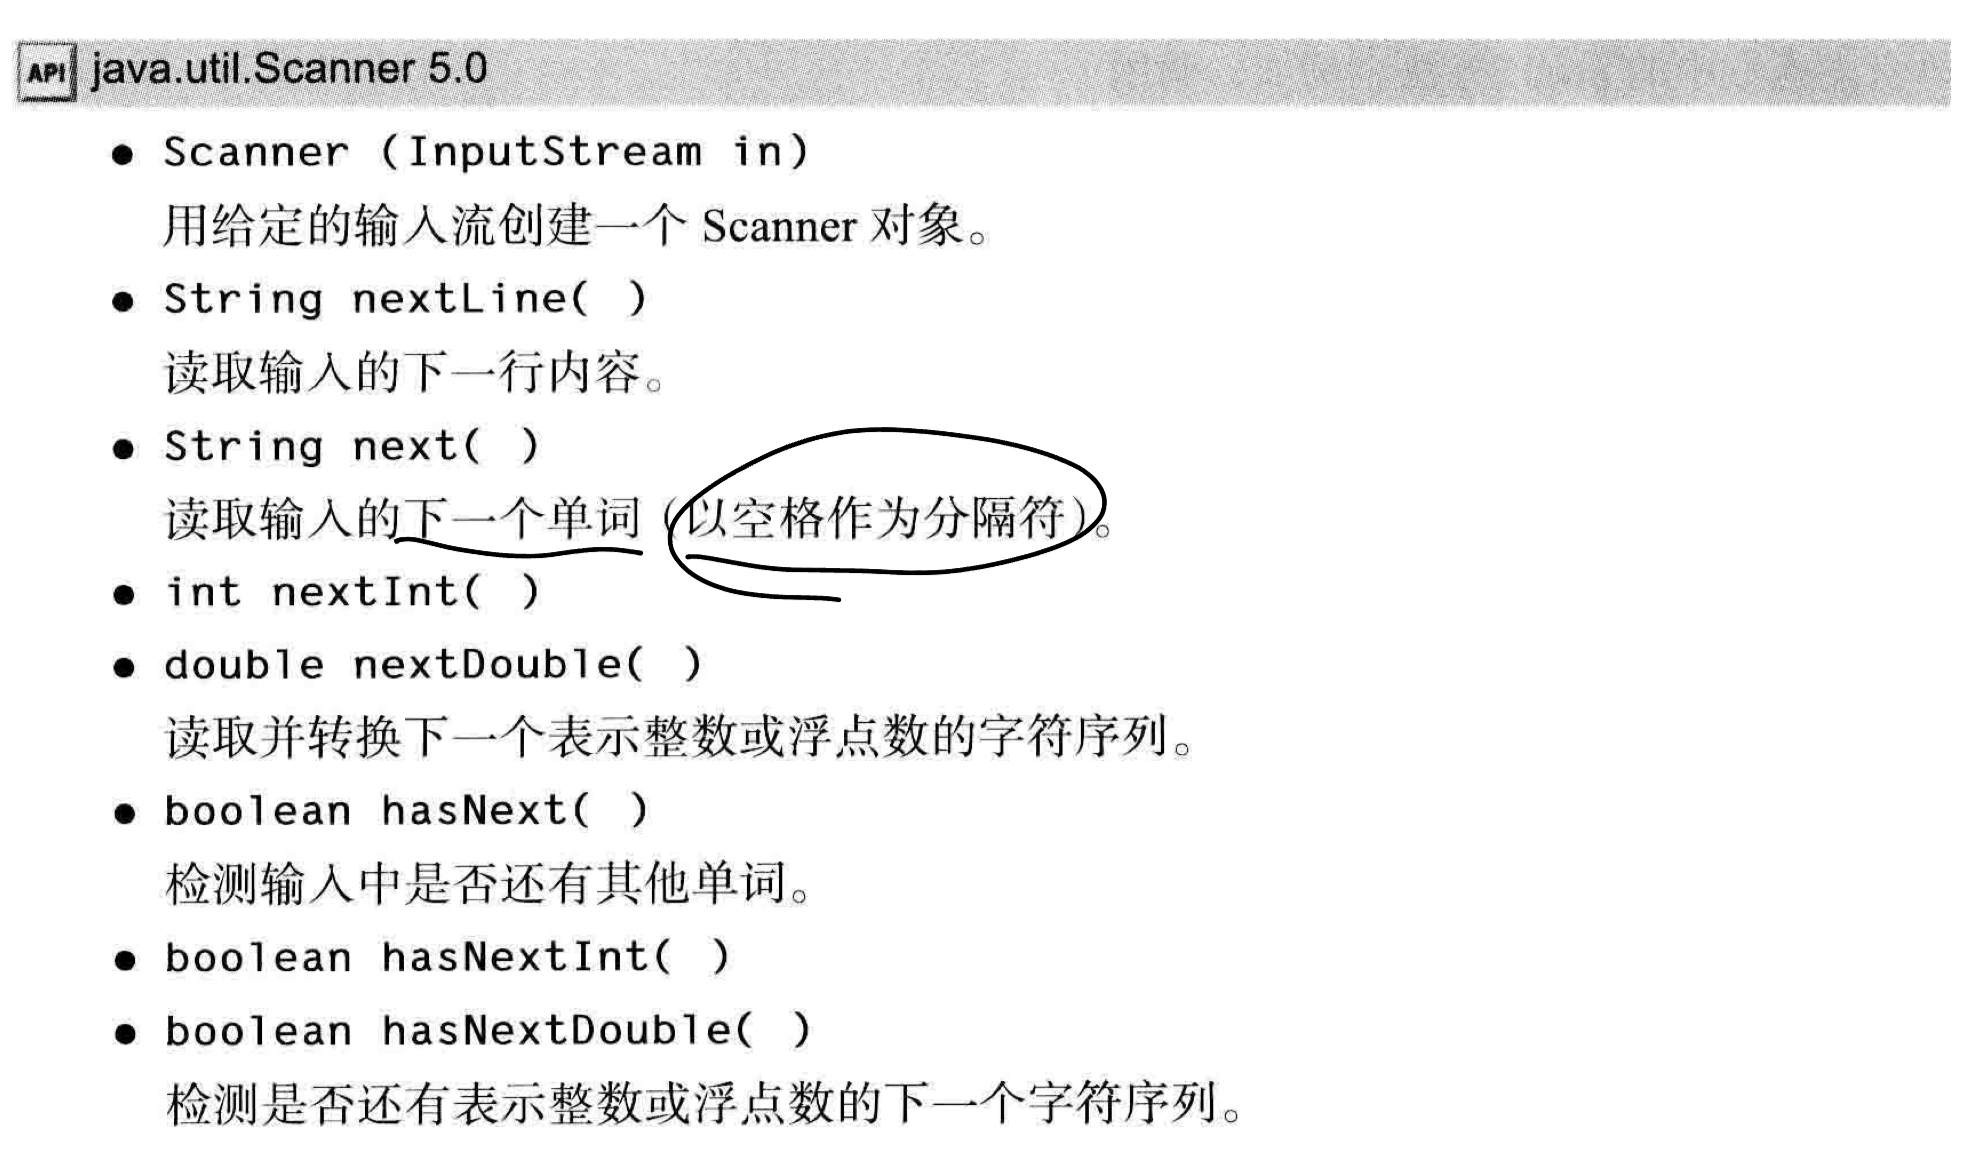 API java.util.Scanner 5.0
● Scanner (InputStream in)
用给定的输入流创建一个 Scanner 对象。
● String nextLine( )
读取输入的下一行内容。
● String next( )
读取输入的下一个单词（以空格作为分隔符）。
● int nextInt( )
● double nextDouble( )
读取并转换下一个表示整数或浮点数的字符序列。
● boolean hasNext( )
检测输入中是否还有其他单词。
● boolean hasNextInt( )
● boolean hasNextDouble( )
检测是否还有表示整数或浮点数的下一个字符序列。